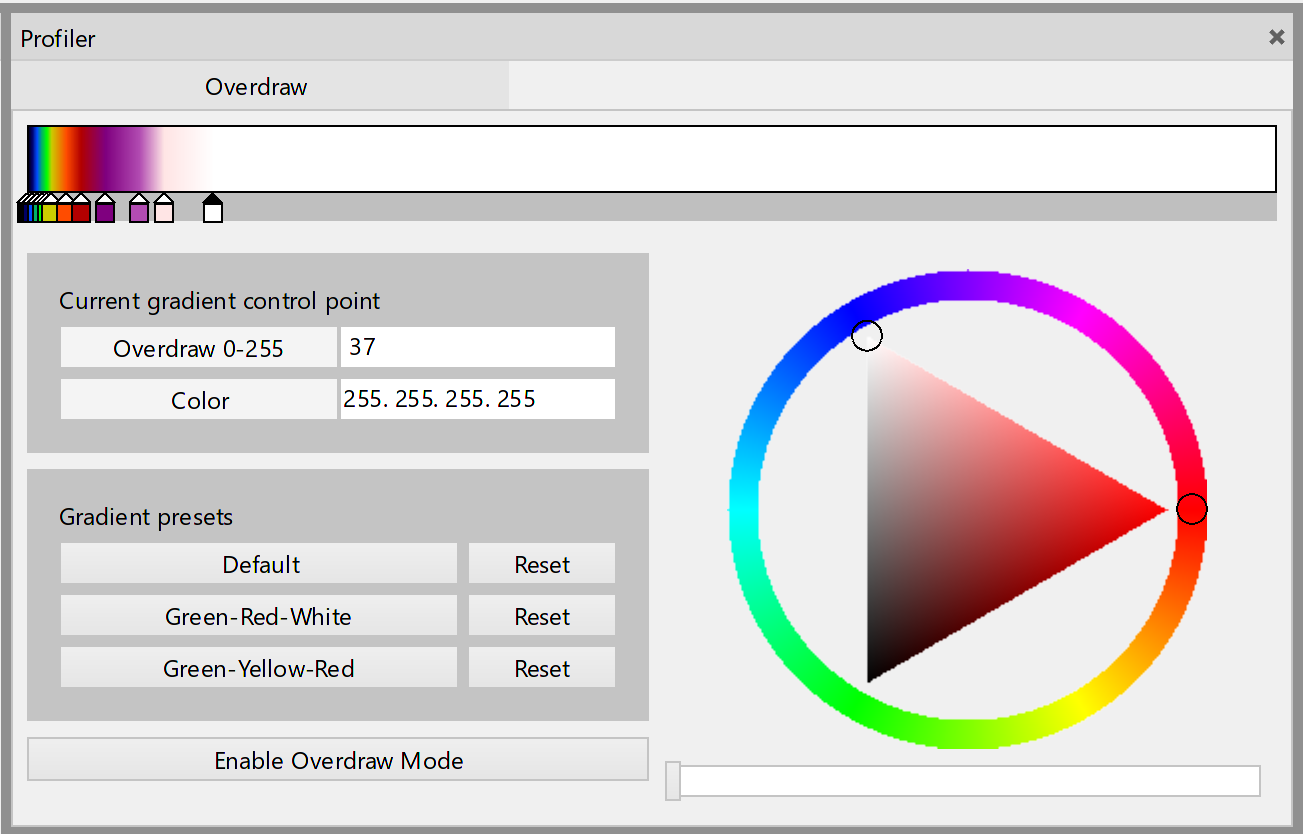 Profiler
Overdraw
Current gradient control point
Overdraw 0-255 37
Color 255. 255. 255. 255
Gradient presets
Default Reset
Green-Red-White Reset
Green-Yellow-Red Reset
Enable Overdraw Mode